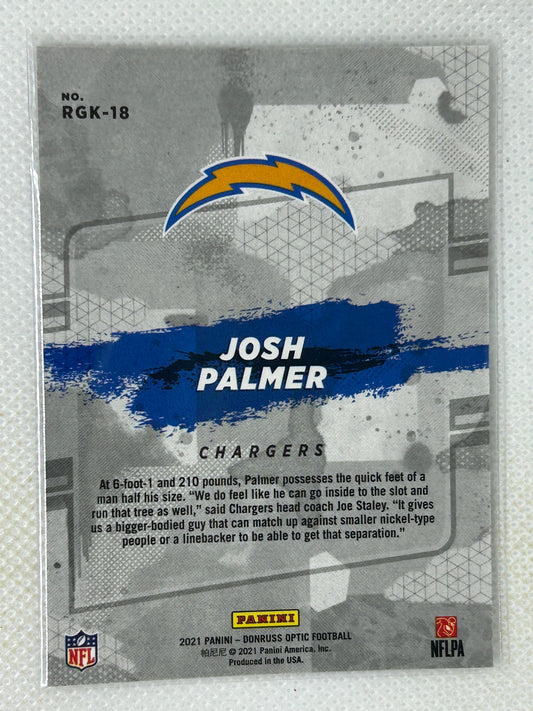 NO.
RGK-18
JOSH
PALMER
CHARGERS
At 6-foot-1 and 210 pounds, Palmer possesses the quick feet of a
man half his size. “We do feel like he can go inside to the slot and
run that tree as well,” said Chargers head coach Joe Staley. “It gives
us a bigger-bodied guy that can match up against smaller nickel-type
people or a linebacker to be able to get that separation.”
PANINI
2021 PANINI – DONRUSS OPTIC FOOTBALL
帕尼尼 © 2021 Panini America, Inc.
Produced in the USA.
NFL
NFLPA